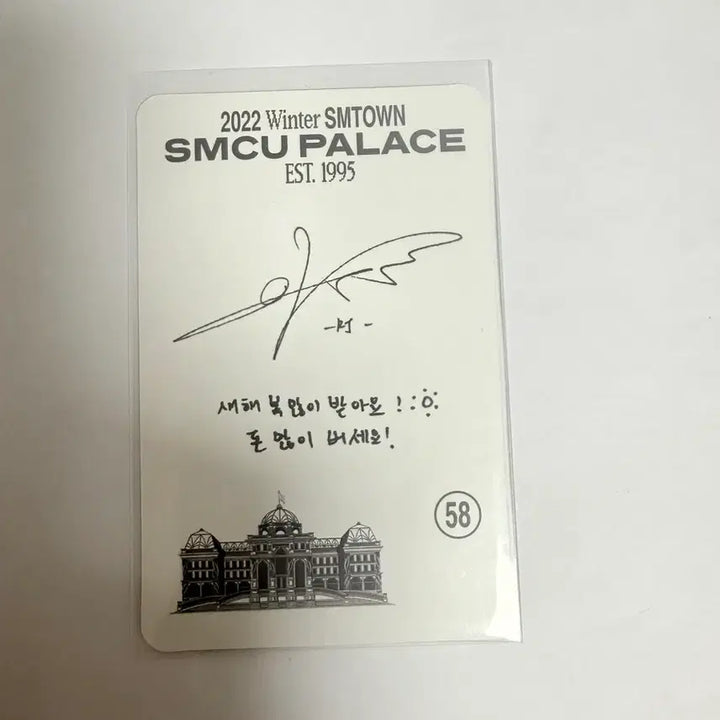 2022 Winter SMTOWN
SMCU PALACE
EST. 1995
새해 복 많이 받아요 !
돈 많이 버세요!
58